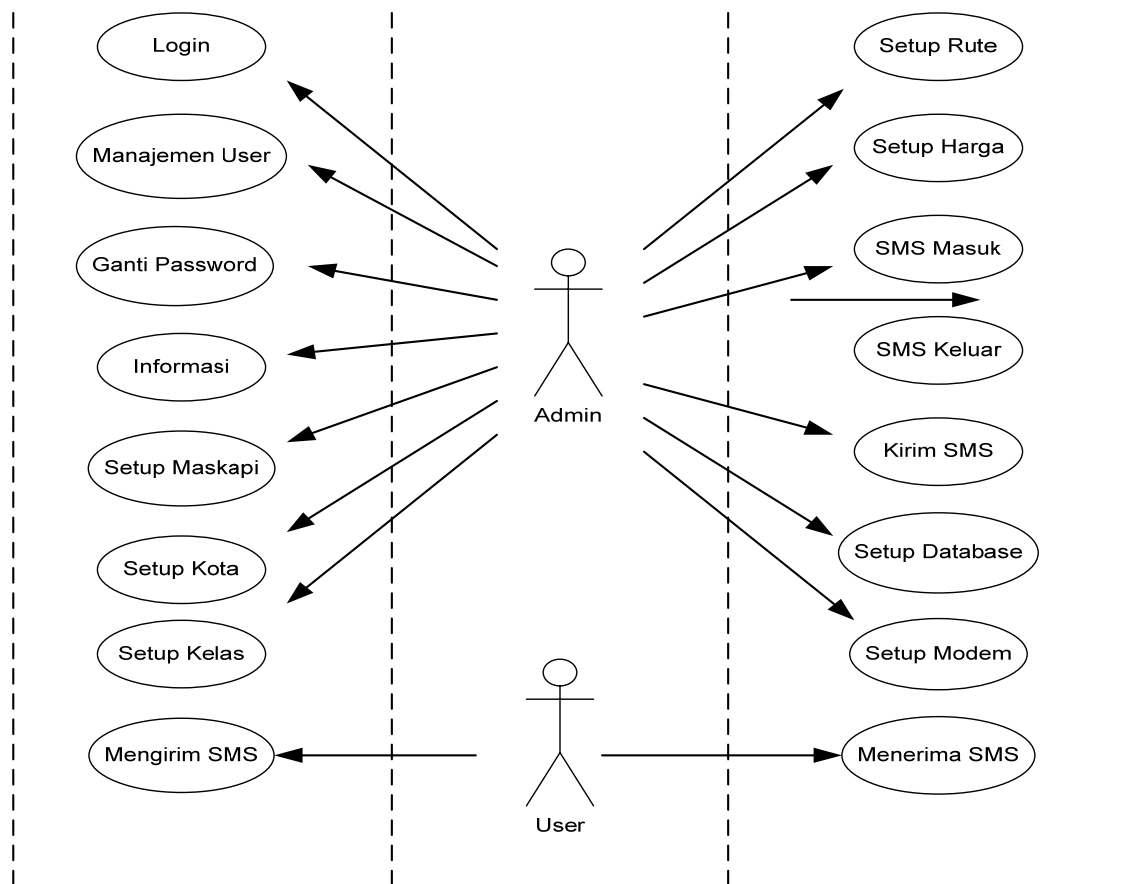 Login
Manajemen User
Ganti Password
Informasi
Setup Maskapi
Setup Kota
Setup Kelas
Mengirim SMS
Admin
User
Setup Rute
Setup Harga
SMS Masuk
SMS Keluar
Kirim SMS
Setup Database
Setup Modem
Menerima SMS